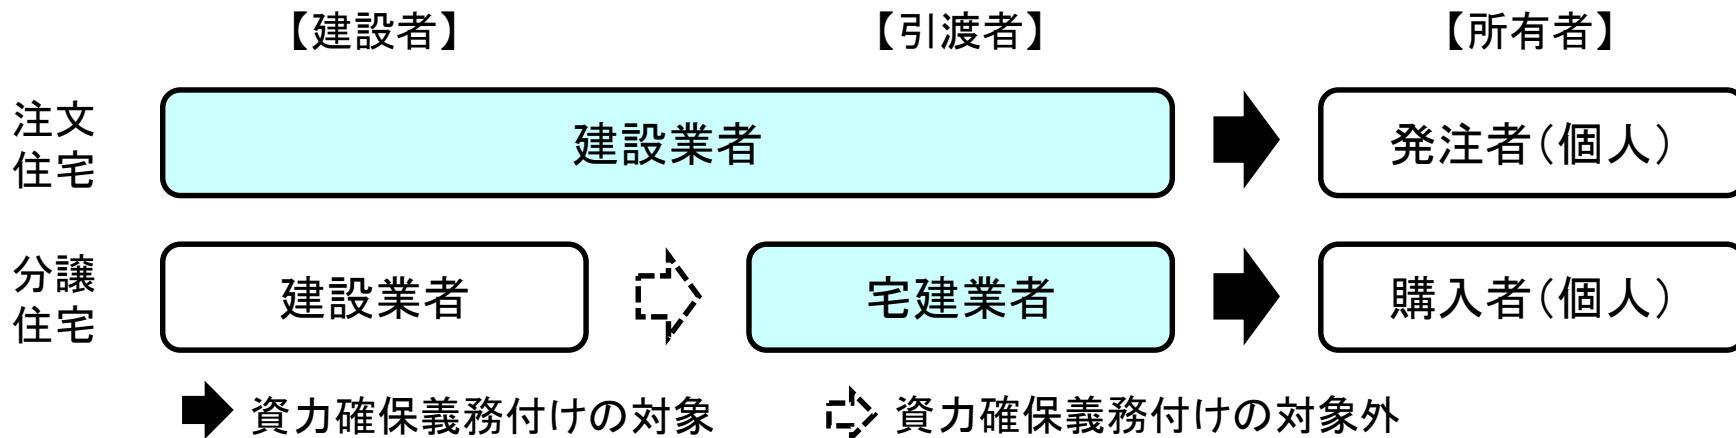 【建設者】 【引渡者】 【所有者】
注文
住宅
建設業者
発注者(個人)
分譲
住宅
建設業者
宅建業者
購入者(個人)
資力確保義務付けの対象 資力確保義務付けの対象外